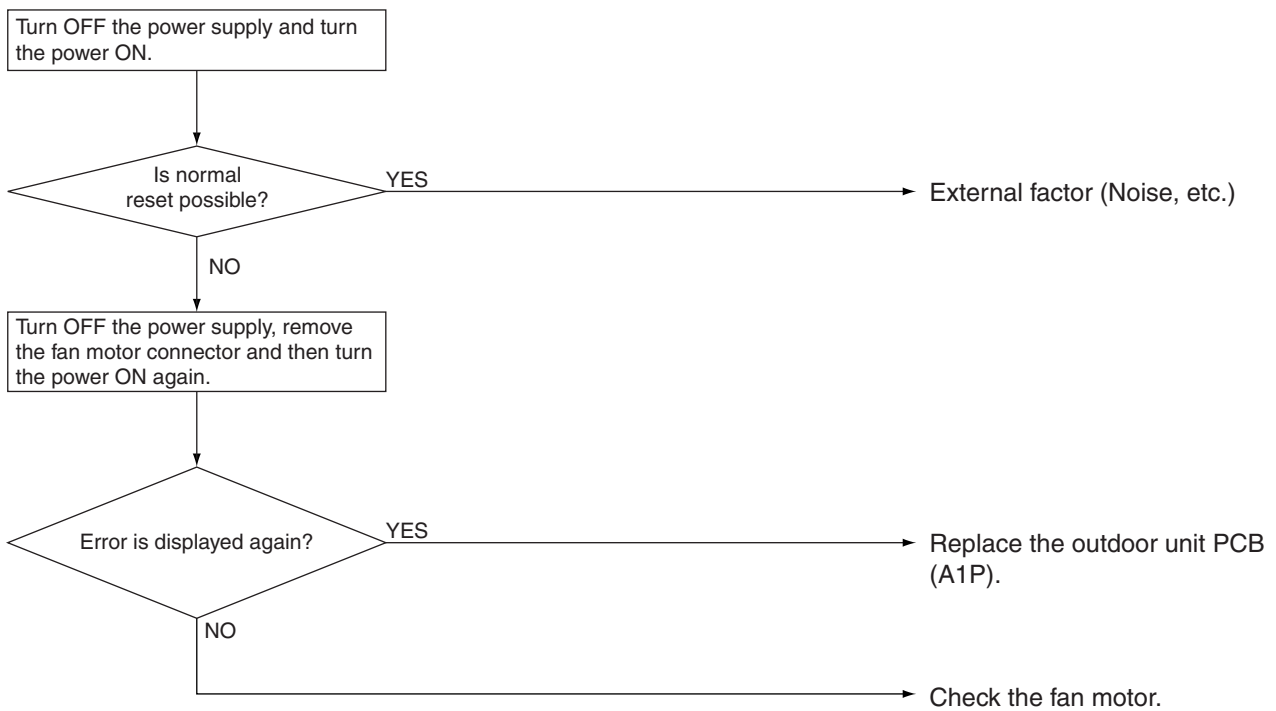 Turn OFF the power supply and turn
the power ON.
Is normal
reset possible?
YES
External factor (Noise, etc.)
NO
Turn OFF the power supply, remove
the fan motor connector and then turn
the power ON again.
Error is displayed again?
YES
Replace the outdoor unit PCB
(A1P).
NO
Check the fan motor.